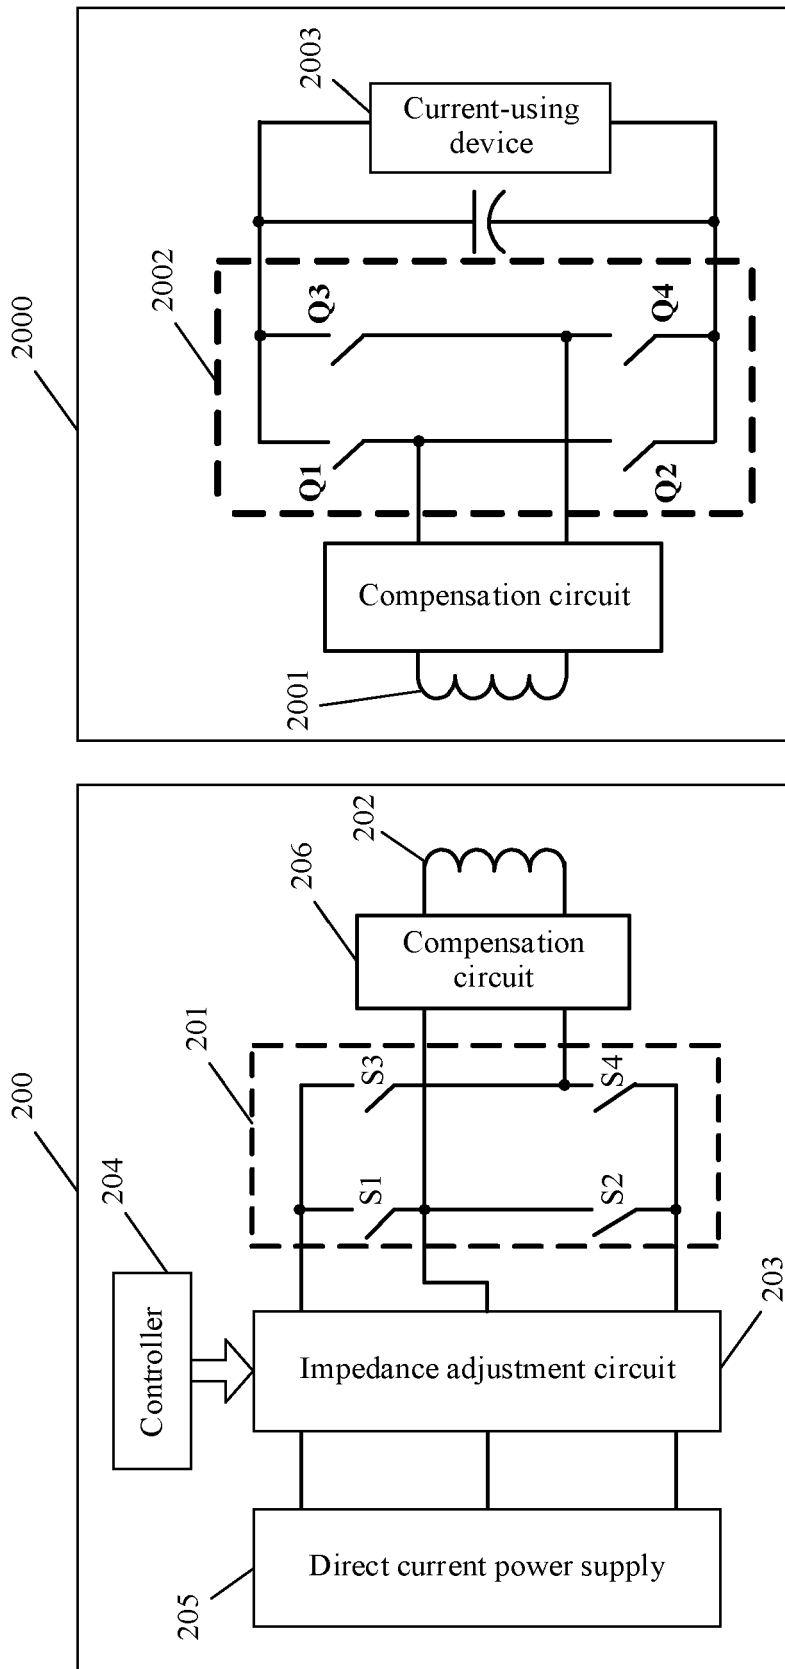 2000
2002
2003
Current-using
device
Q3
Q4
Q1
Q2
Compensation circuit
2001
200
204
201
206
202
Controller
Compensation
circuit
S3
S4
S1
S2
203
Impedance adjustment circuit
205
Direct current power supply